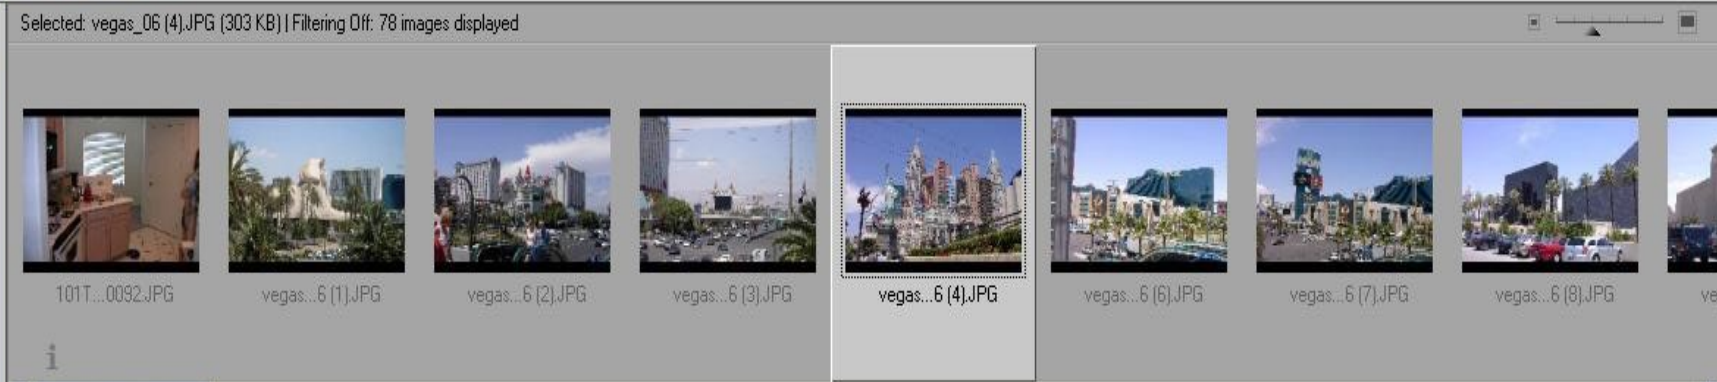 Selected: vegas_06 (4).JPG (303 KB) | Filtering Off: 78 images displayed
101T...0092.JPG
vegas...6 (1).JPG
vegas...6 (2).JPG
vegas...6 (3).JPG
vegas...6 (4).JPG
vegas...6 (6).JPG
vegas...6 (7).JPG
vegas...6 (8).JPG
ve
i